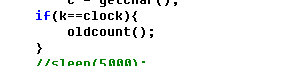 c = getchar();
if(k==clock){
oldcount();
}
//sleep(5000);